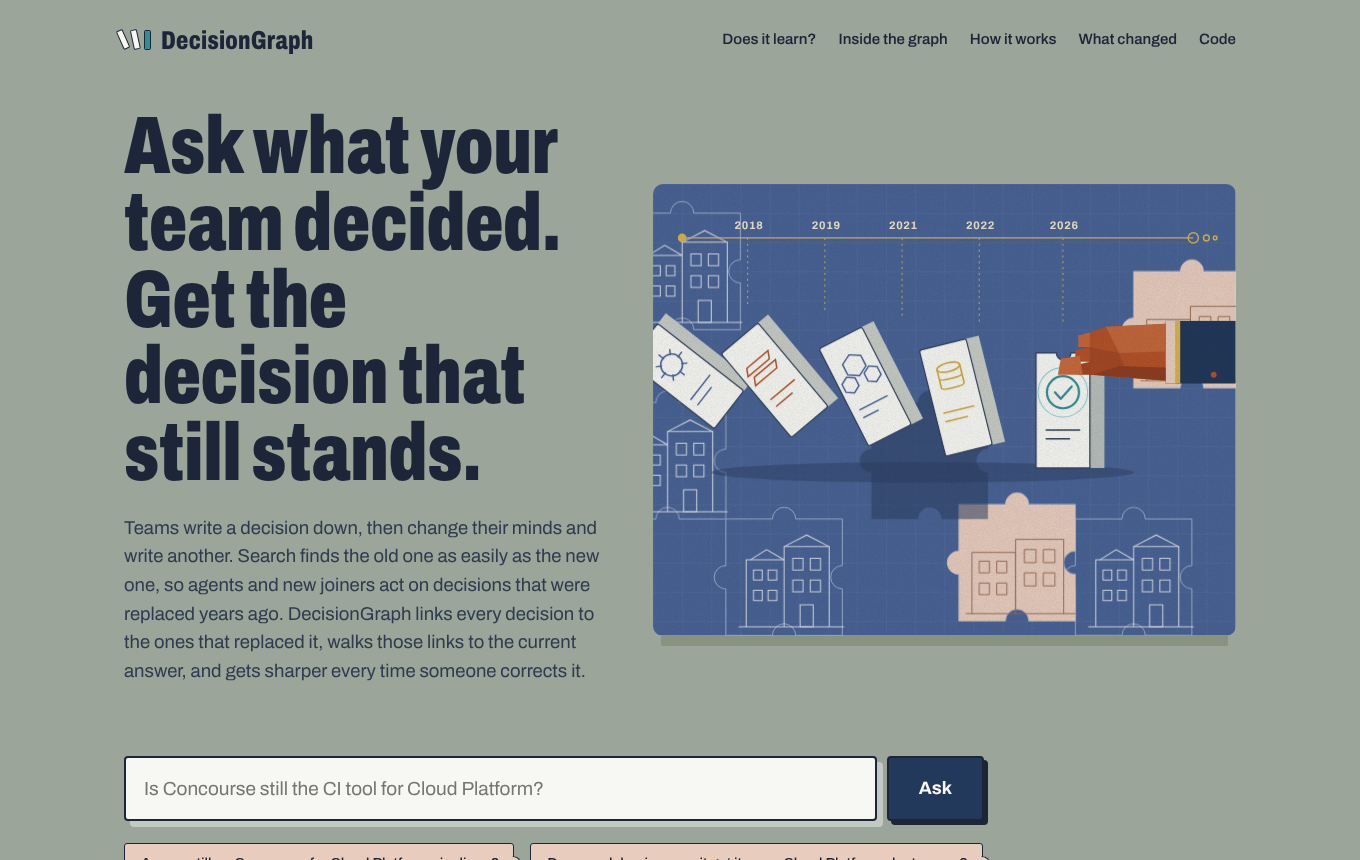 DecisionGraph
Does it learn?
Inside the graph
How it works
What changed
Code
Ask what your
team decided.
Get the
decision that
still stands.
2018
2019
2021
2022
2026
Teams write a decision down, then change their minds and
write another. Search finds the old one as easily as the new
one, so agents and new joiners act on decisions that were
replaced years ago. DecisionGraph links every decision to
the ones that replaced it, walks those links to the current
answer, and gets sharper every time someone corrects it.
Is Concourse still the CI tool for Cloud Platform?
Ask